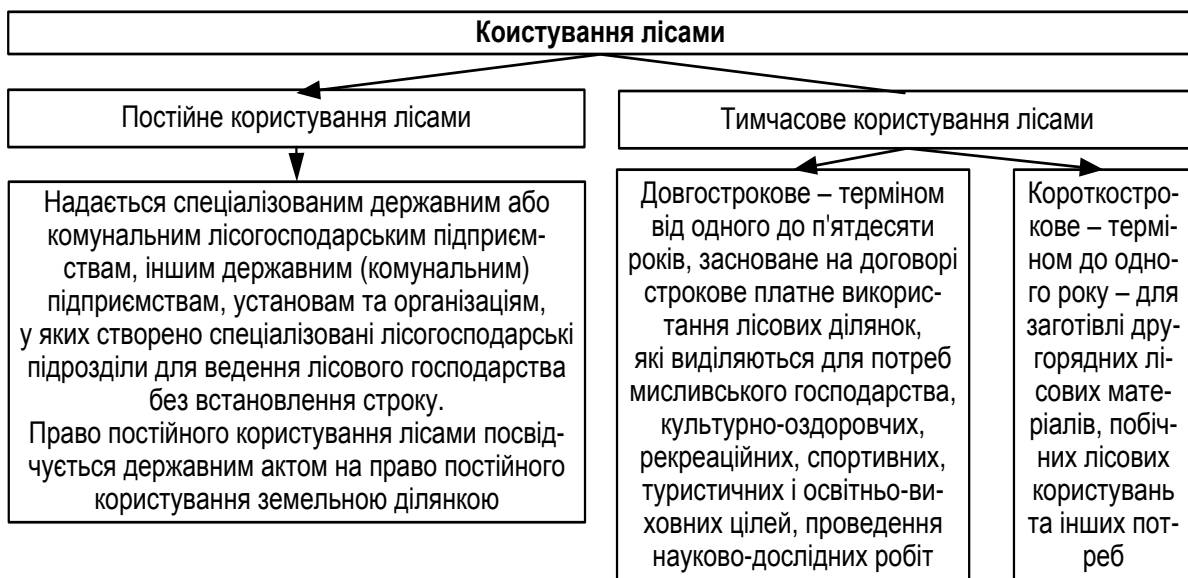 Коистування лісами
Постійне користування лісами
Тимчасове користування лісами
Надається спеціалізованим державним або
комунальним лісогосподарським підприєм-
ствам, іншим державним (комунальним)
підприємствам, установам та організаціям,
у яких створено спеціалізовані лісогосподарські
підрозділи для ведення лісового господарства
без встановлення строку.
Право постійного користування лісами посвід-
чується державним актом на право постійного
користування земельною ділянкою
Довгострокове – терміном
від одного до п'ятдесяти
років, засноване на договорі
строкове платне викорис-
тання лісових ділянок,
які виділяються для потреб
мисливського господарства,
культурно-оздоровчих,
рекреаційних, спортивних,
туристичних і освітньо-ви-
ховних цілей, проведення
науково-дослідних робіт
Короткостро-
кове – термі-
ном до одно-
го року – для
заготівлі дру-
горядних лі-
сових мате-
ріалів, побіч-
них лісових
користувань
та інших пот-
реб